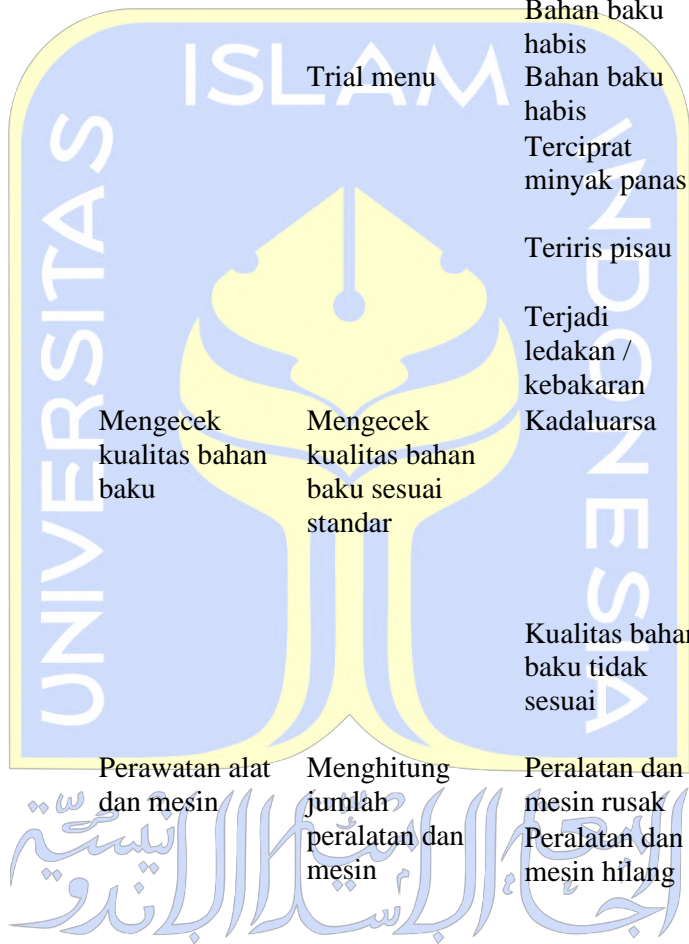 Bahan baku
habis
Trial menu
Bahan baku
habis
Terciprat
minyak panas
Teriris pisau
Terjadi
ledakan /
kebakaran
Mengecek
kualitas bahan
baku
Mengecek
kualitas bahan
baku sesuai
standar
Kadaluarsa
Kualitas bahan
baku tidak
sesuai
Perawatan alat
dan mesin
Menghitung
jumlah
peralatan dan
mesin
Peralatan dan
mesin rusak
Peralatan dan
mesin hilang
UNIVERSITAS
ISLAM
INDONESIA